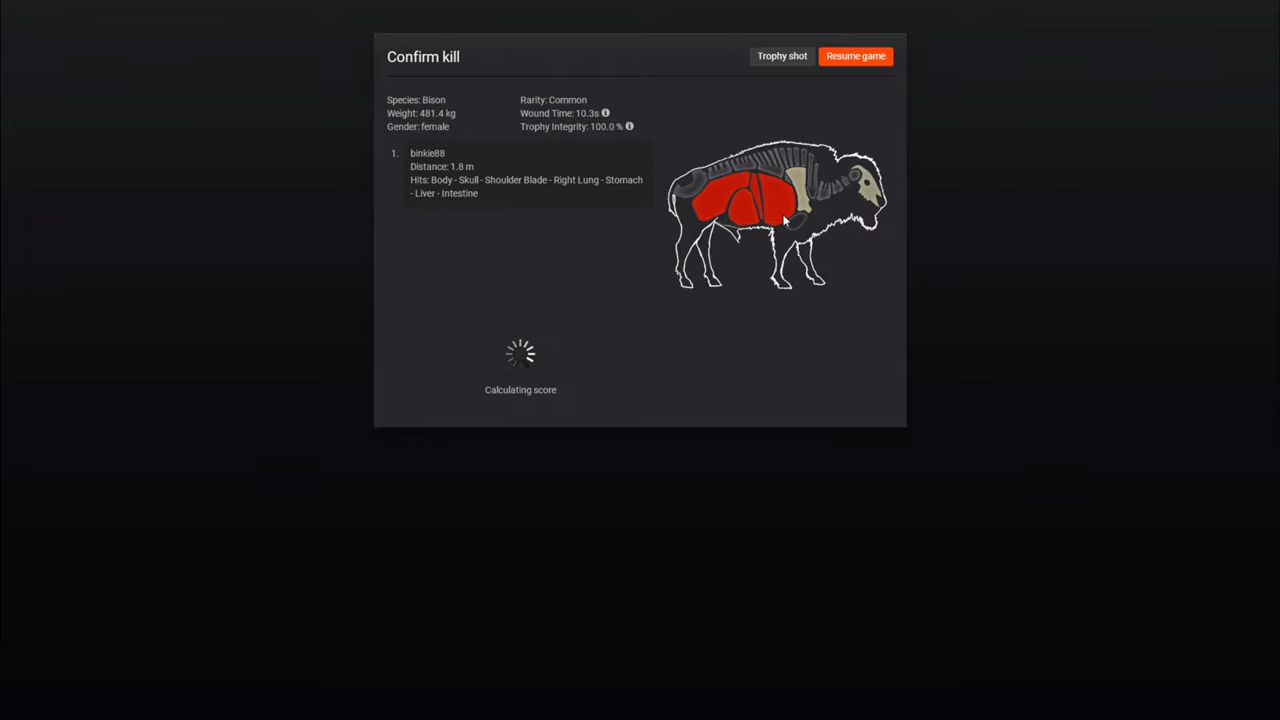 Confirm kill
Trophy shot
Resume game
Species: Bison
Rarity: Common
Weight: 481.4 kg
Wound Time: 10.3s
Gender: female
Trophy Integrity: 100.0 %
1. binkie88
Distance: 1.8 m
Hits: Body - Skull - Shoulder Blade - Right Lung - Stomach
- Liver - Intestine
Calculating score